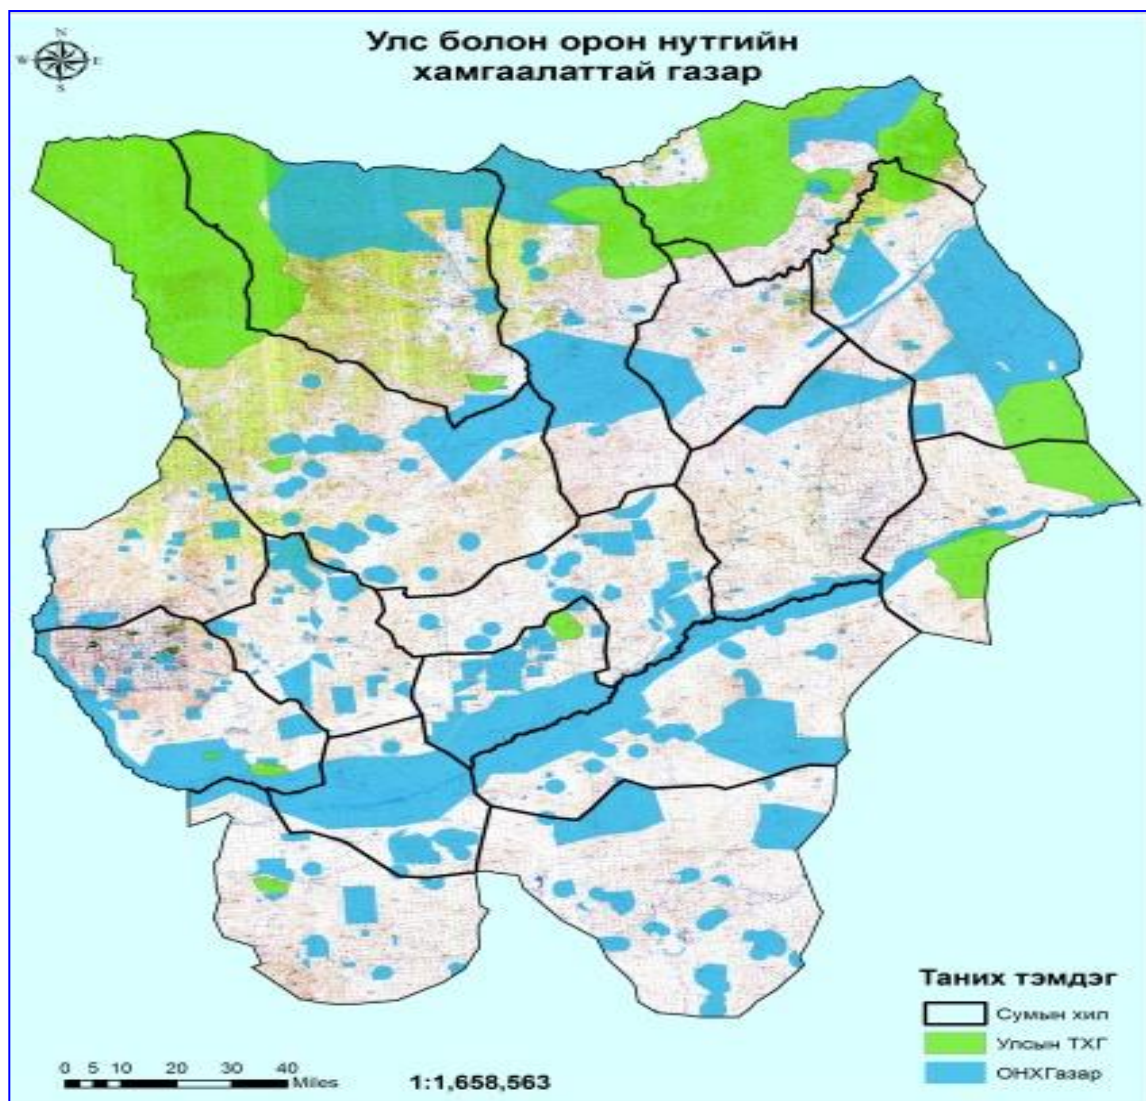 Улс болон орон нутгийн
хамгаалаттай газар
N
W E
S
Таних тэмдэг
Сумын хил
Улсын ТХГ
ОНХГазар
0 5 10 20 30 40
Miles
1:1,658,563